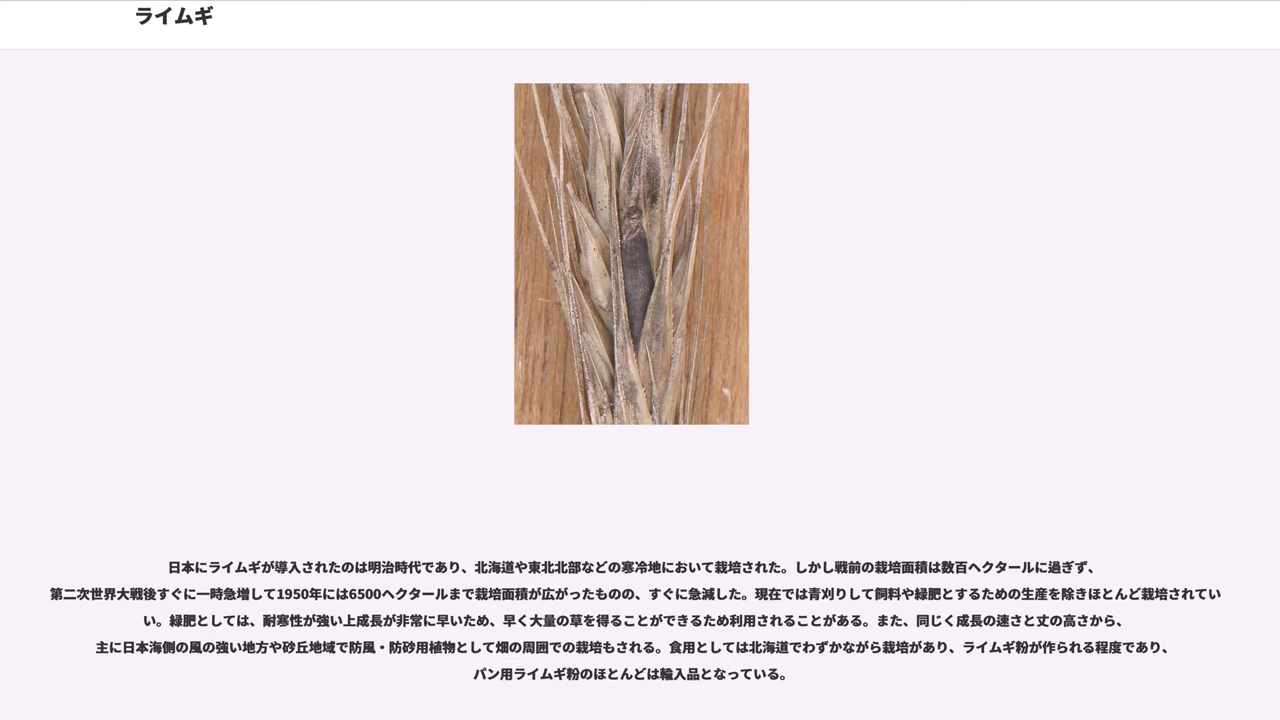 ライムギ
日本にライムギが導入されたのは明治時代であり、北海道や東北北部などの寒冷地において栽培された。しかし戦前の栽培面積は数百ヘクタールに過ぎず、
第二次世界大戦後すぐに一時急増して1950年には6500ヘクタールまで栽培面積が広がったものの、すぐに急減した。現在では青刈りして飼料や緑肥とするための生産を除きほとんど栽培されてい
い。緑肥としては、耐寒性が強い上成長が非常に早いため、早く大量の草を得ることができるため利用されることがある。また、同じく成長の速さと丈の高さから、
主に日本海側の風の強い地方や砂丘地域で防風・防砂用植物として畑の周囲での栽培もされる。食用としては北海道でわずかながら栽培があり、ライムギ粉が作られる程度であり、
パン用ライムギ粉のほとんどは輸入品となっている。